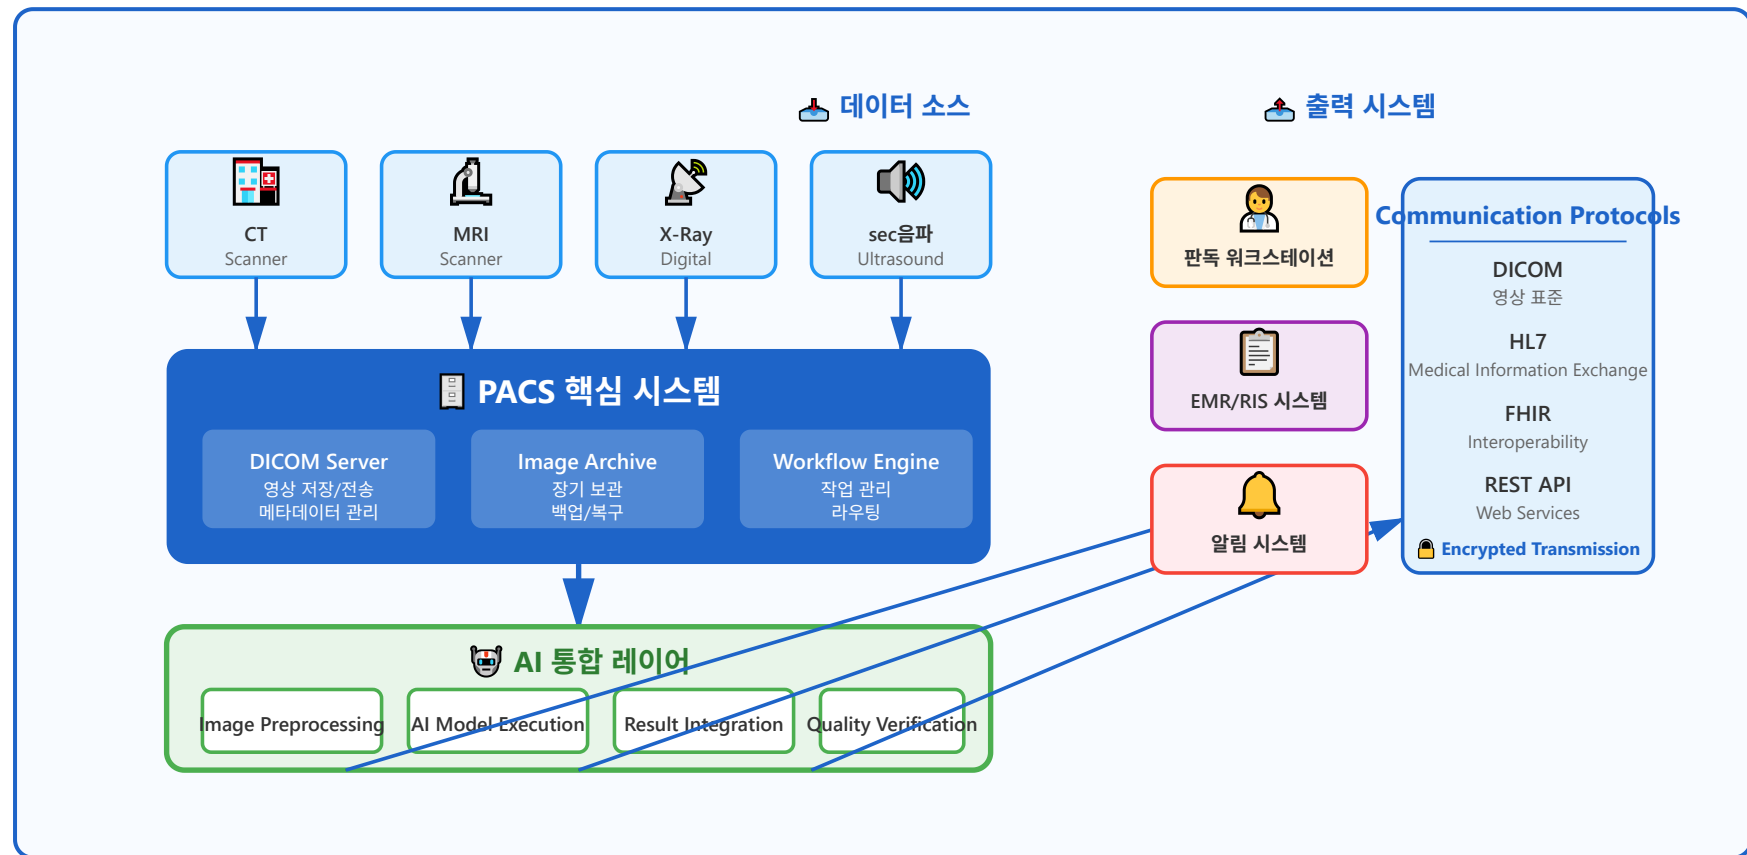 데이터 소스
출력 시스템
CT
Scanner
MRI
Scanner
X-Ray
Digital
sec음파
Ultrasound
PACS 핵심 시스템
DICOM Server
영상 저장/전송
메타데이터 관리
Image Archive
장기 보관
백업/복구
Workflow Engine
작업 관리
라우팅
AI 통합 레이어
Image Preprocessing
AI Model Execution
Result Integration
Quality Verification
판독 워크스테이션
EMR/RIS 시스템
알림 시스템
Communication Protocols
DICOM
영상 표준
HL7
Medical Information Exchange
FHIR
Interoperability
REST API
Web Services
Encrypted Transmission